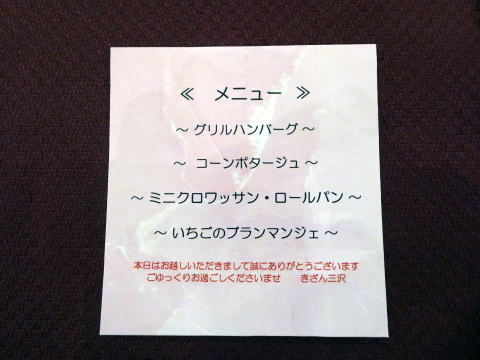 ≪ メニュー ≫
～ グリルハンバーグ ～
～ コーンポタージュ ～
～ ミニクロワッサン・ロールパン ～
～ いちごのブランマンジェ ～
本日はお越しいただきまして誠にありがとうございます
ごゆっくりお過ごしくださいませ きざん三沢